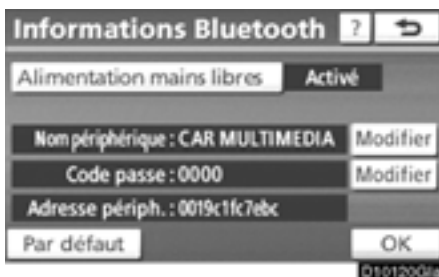 Informations Bluetooth ?
Alimentation mains libres Activé
Nom périphérique : CAR MULTIMEDIA Modifier
Code passe : 0000 Modifier
Adresse périph. : 0019c1fc7ebc
Par défaut OK